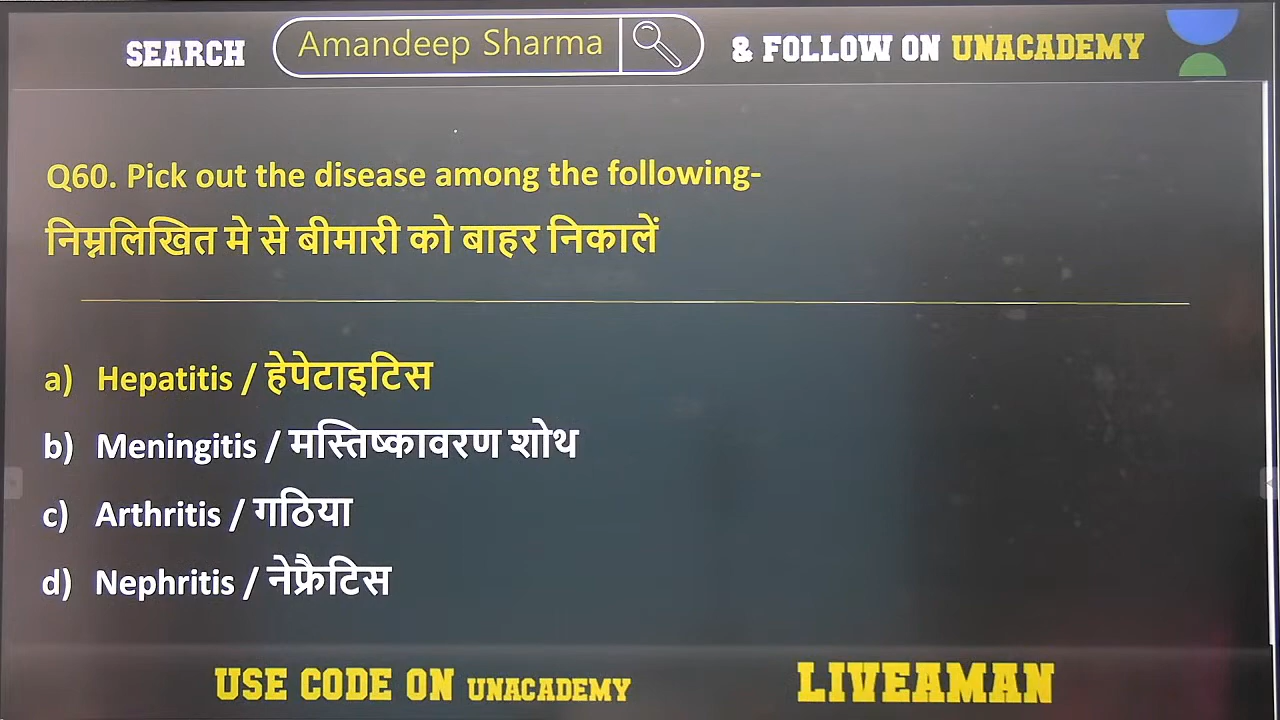 SEARCH Amandeep Sharma & FOLLOW ON UNACADEMY
Q60. Pick out the disease among the following-
निम्नलिखित मे से बीमारी को बाहर निकालें
a) Hepatitis / हेपेटाइटिस
b) Meningitis / मस्तिष्कावरण शोथ
c) Arthritis / गठिया
d) Nephritis / नेफ्रैटिस
USE CODE ON UNACADEMY LIVEAMAN